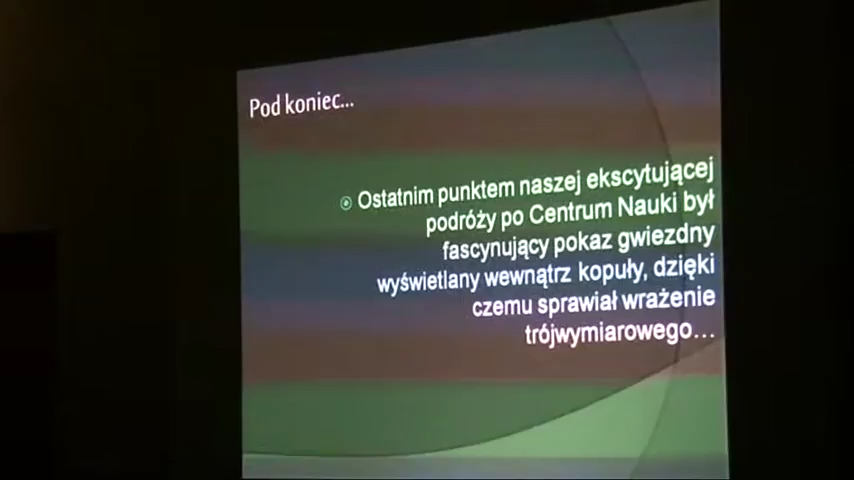 Pod koniec...
Ostatnim punktem naszej ekscytującej
podróży po Centrum Nauki był
fascynujący pokaz gwiezdny
wyświetlany wewnątrz kopuły, dzięki
czemu sprawiał wrażenie
trójwymiarowego...